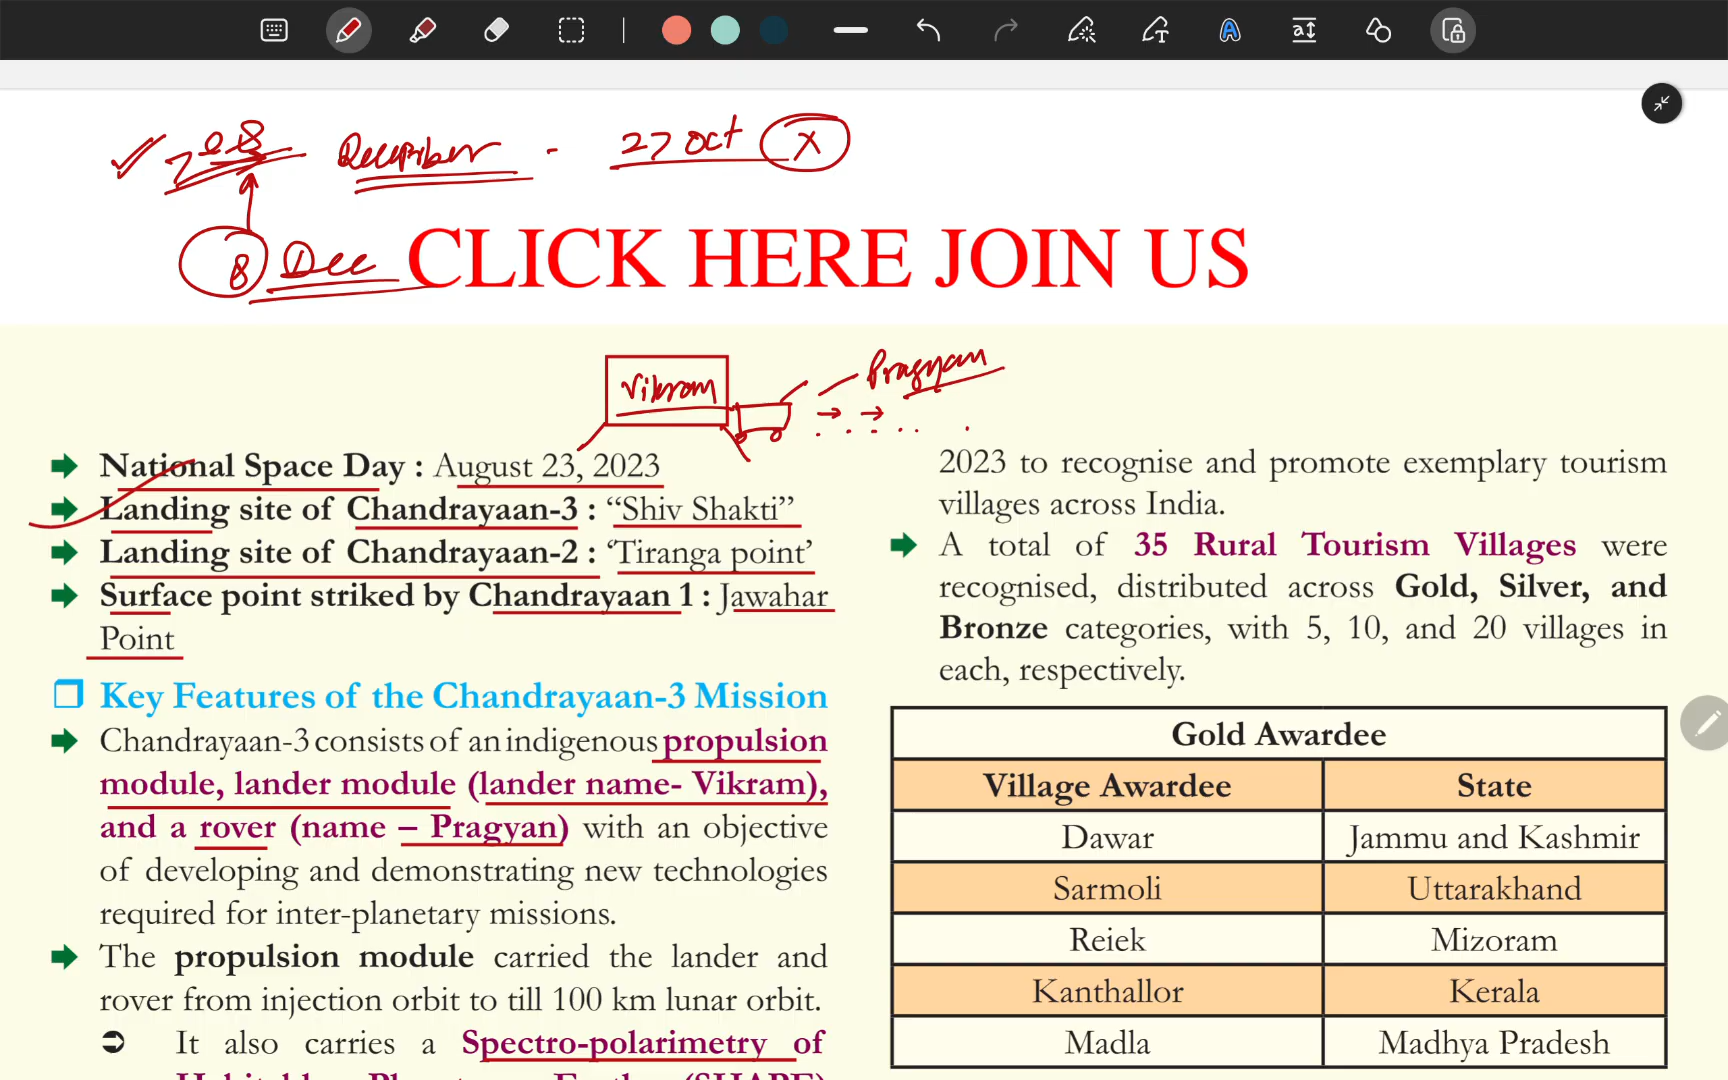 December - 27 Oct X
8 Dec
CLICK HERE JOIN US
Vikram
Pragyan
National Space Day : August 23, 2023
Landing site of Chandrayaan-3 : “Shiv Shakti”
Landing site of Chandrayaan-2 : ‘Tiranga point’
Surface point striked by Chandrayaan 1 : Jawahar
Point
Key Features of the Chandrayaan-3 Mission
Chandrayaan-3 consists of an indigenous propulsion
module, lander module (lander name- Vikram),
and a rover (name – Pragyan) with an objective
of developing and demonstrating new technologies
required for inter-planetary missions.
The propulsion module carried the lander and
rover from injection orbit to till 100 km lunar orbit.
It also carries a Spectro-polarimetry of
2023 to recognise and promote exemplary tourism
villages across India.
A total of 35 Rural Tourism Villages were
recognised, distributed across Gold, Silver, and
Bronze categories, with 5, 10, and 20 villages in
each, respectively.
Gold Awardee
Village Awardee State
Dawar Jammu and Kashmir
Sarmoli Uttarakhand
Reiek Mizoram
Kanthallor Kerala
Madla Madhya Pradesh